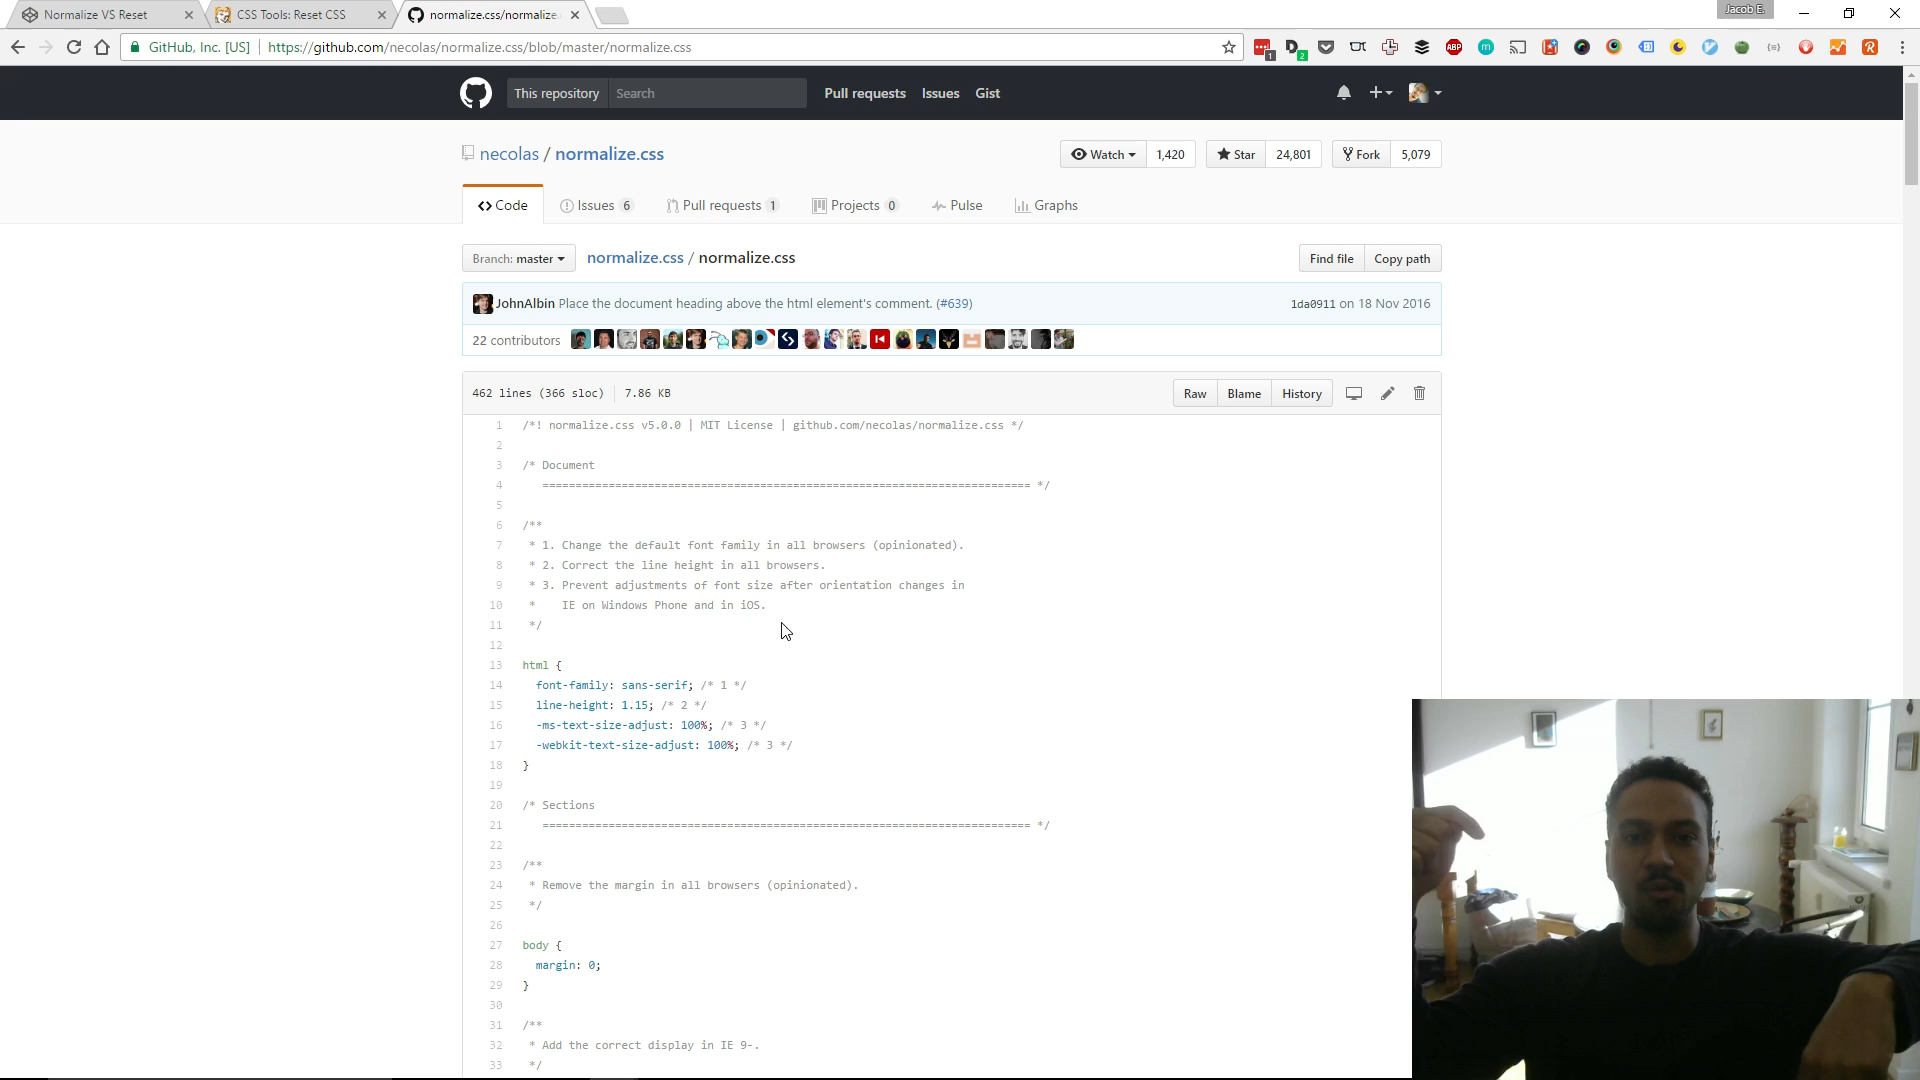 Normalize VS Reset
CSS Tools: Reset CSS
normalize.css/normalize.
Jacob E.
GitHub, Inc. [US] https://github.com/necolas/normalize.css/blob/master/normalize.css
1
2
ABP
This repository Search Pull requests Issues Gist
necolas / normalize.css
Watch 1,420 Star 24,801 Fork 5,079
Code Issues 6 Pull requests 1 Projects 0 Pulse Graphs
Branch: master normalize.css / normalize.css Find file Copy path
JohnAlbin Place the document heading above the html element's comment. (#639) 1da0911 on 18 Nov 2016
22 contributors
462 lines (366 sloc) 7.86 KB Raw Blame History
1 /*! normalize.css v5.0.0 | MIT License | github.com/necolas/normalize.css */
2
3 /* Document
4 ========================================================================== */
5
6 /**
7 * 1. Change the default font family in all browsers (opinionated).
8 * 2. Correct the line height in all browsers.
9 * 3. Prevent adjustments of font size after orientation changes in
10 * IE on Windows Phone and in iOS.
11 */
12
13 html {
14 font-family: sans-serif; /* 1 */
15 line-height: 1.15; /* 2 */
16 -ms-text-size-adjust: 100%; /* 3 */
17 -webkit-text-size-adjust: 100%; /* 3 */
18 }
19
20 /* Sections
21 ========================================================================== */
22
23 /**
24 * Remove the margin in all browsers (opinionated).
25 */
26
27 body {
28 margin: 0;
29 }
30
31 /**
32 * Add the correct display in IE 9-.
33 */